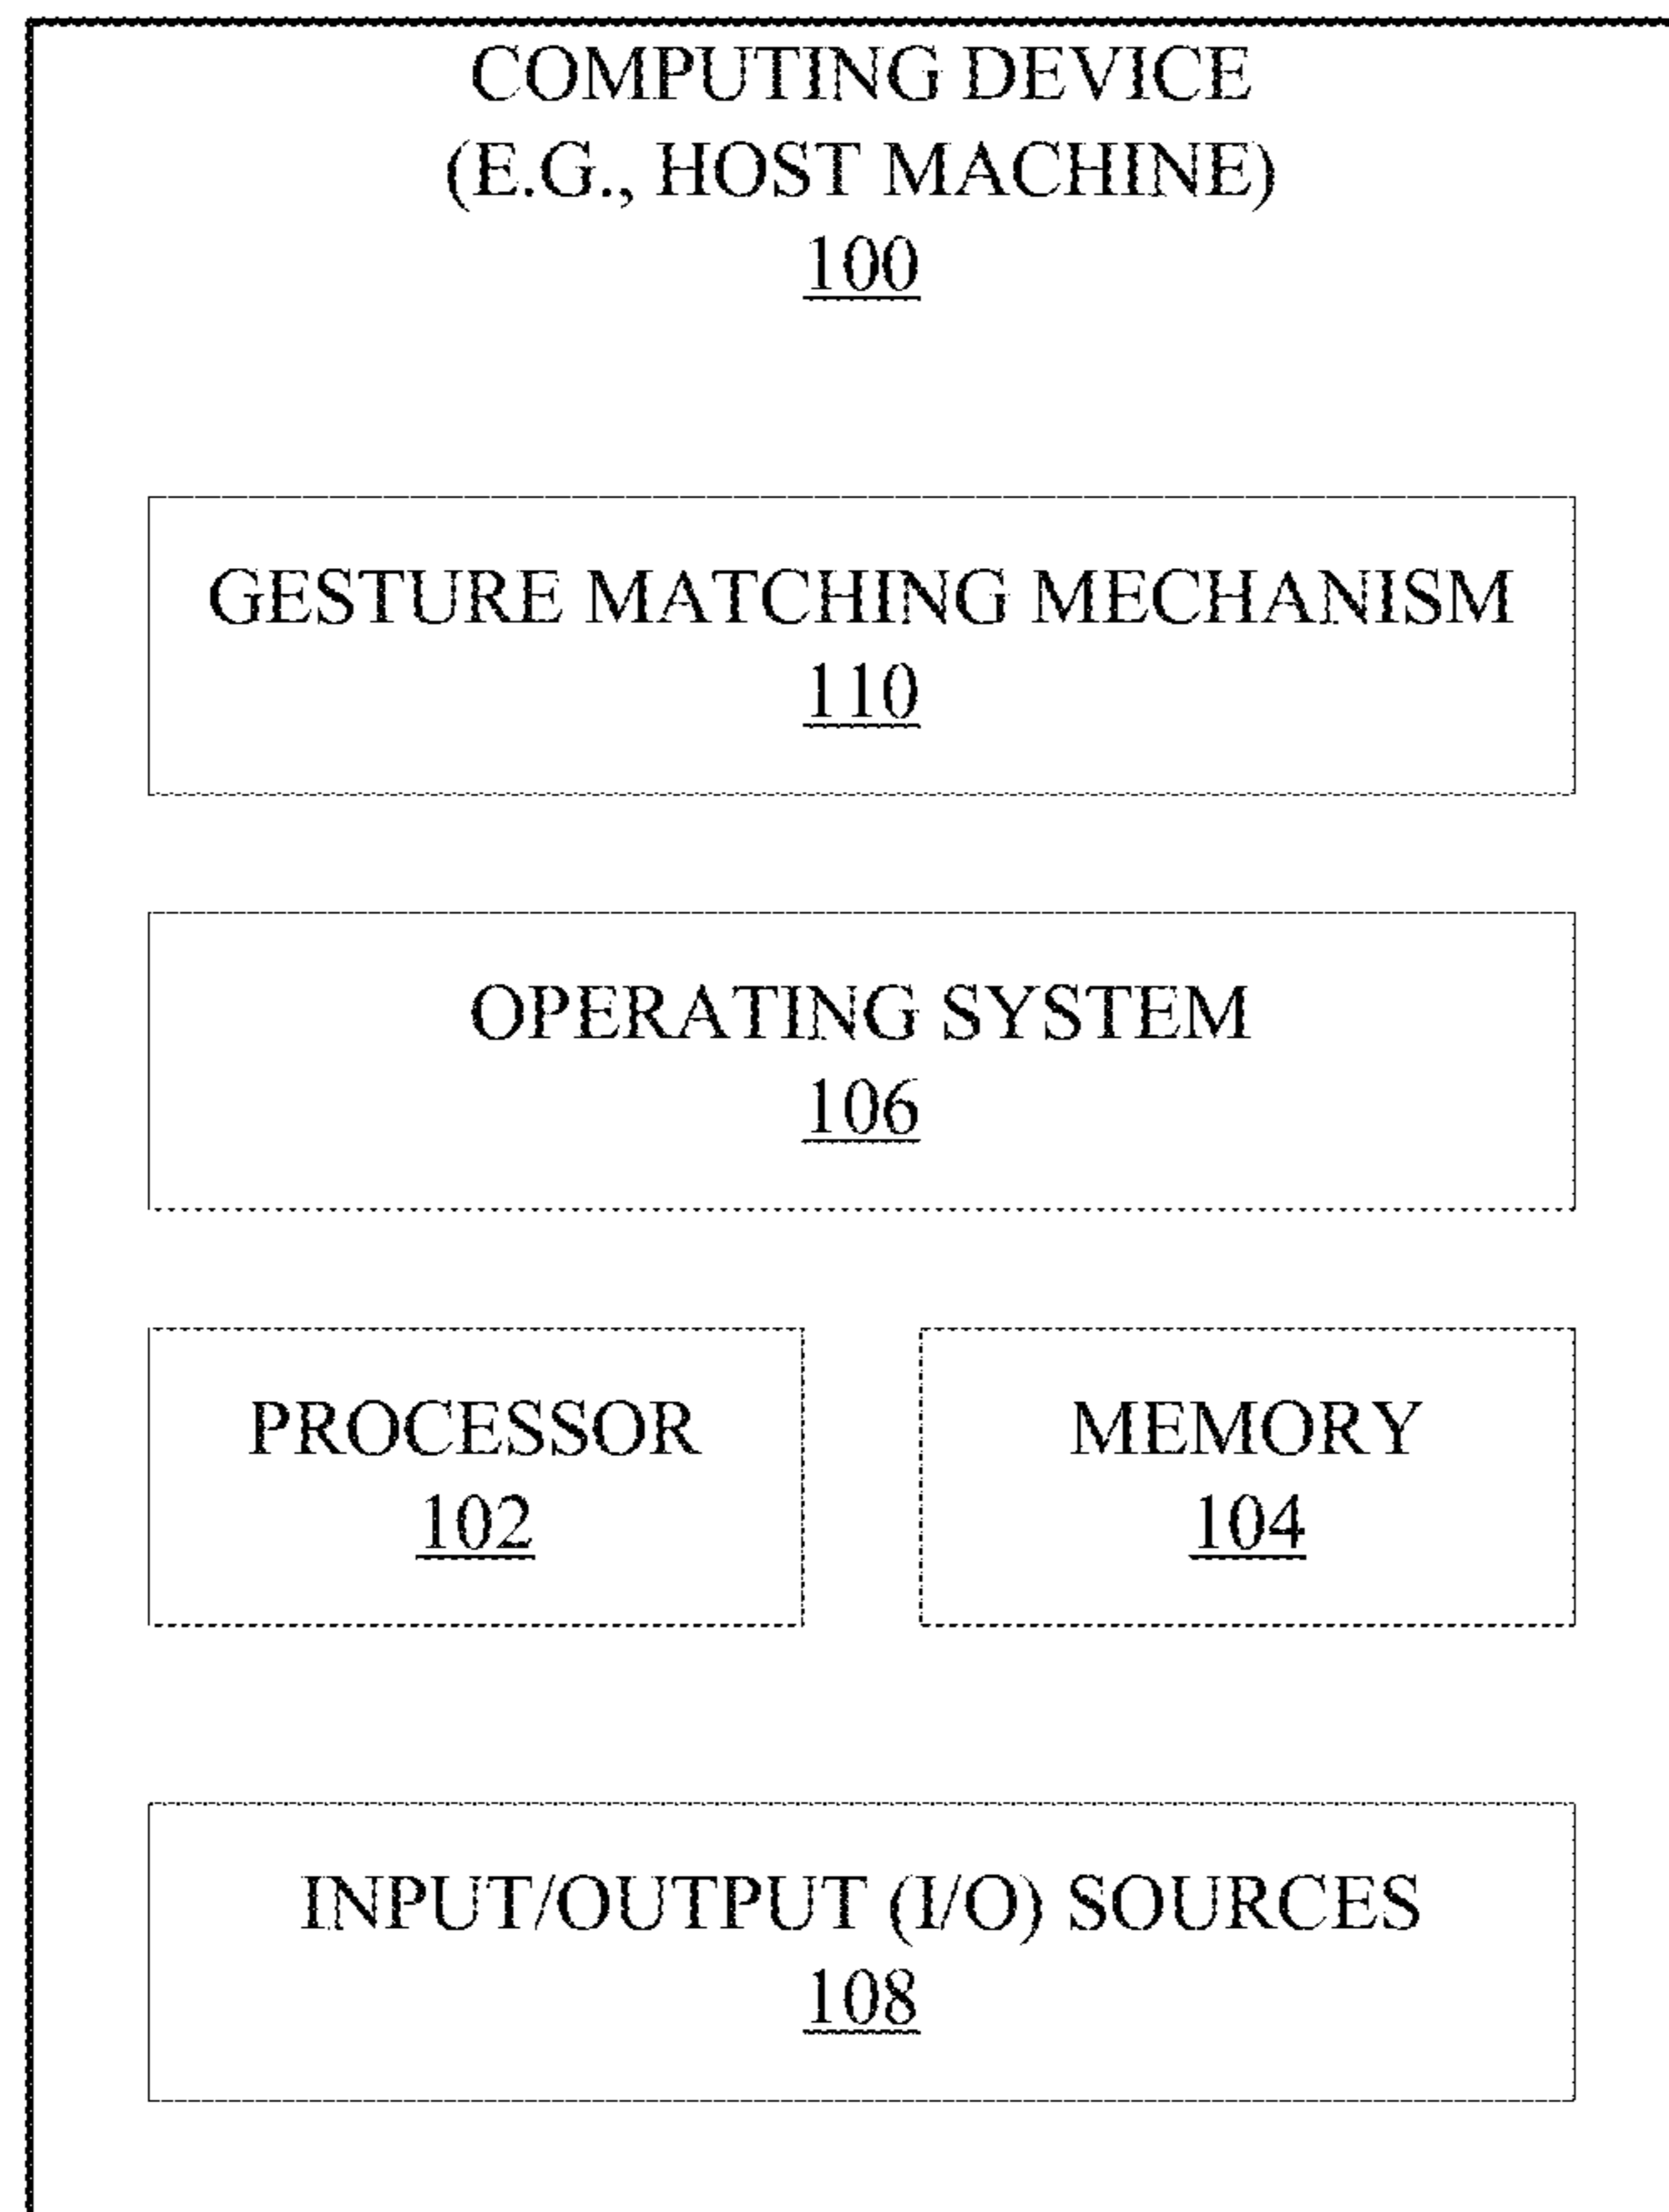 COMPUTING DEVICE
(E.G., HOST MACHINE)
100
GESTURE MATCHING MECHANISM
110
OPERATING SYSTEM
106
PROCESSOR
102
MEMORY
104
INPUT/OUTPUT (I/O) SOURCES
108